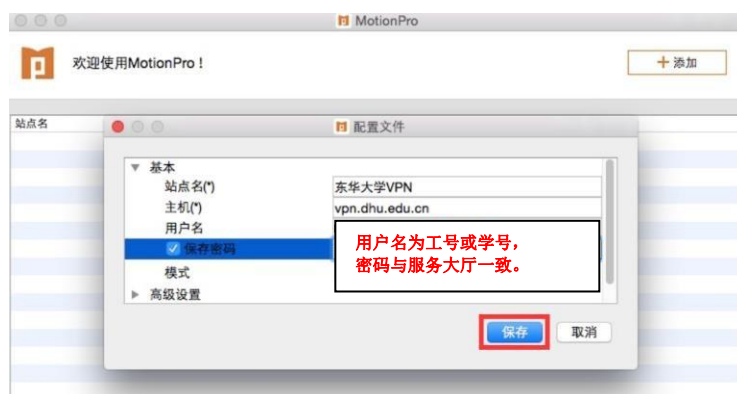 MotionPro
欢迎使用MotionPro！
添加
站点名
配置文件
基本
站点名(*)
东华大学VPN
主机(*)
vpn.dhu.edu.cn
用户名
用户名为工号或学号，
保存密码
密码与服务大厅一致。
模式
高级设置
保存
取消